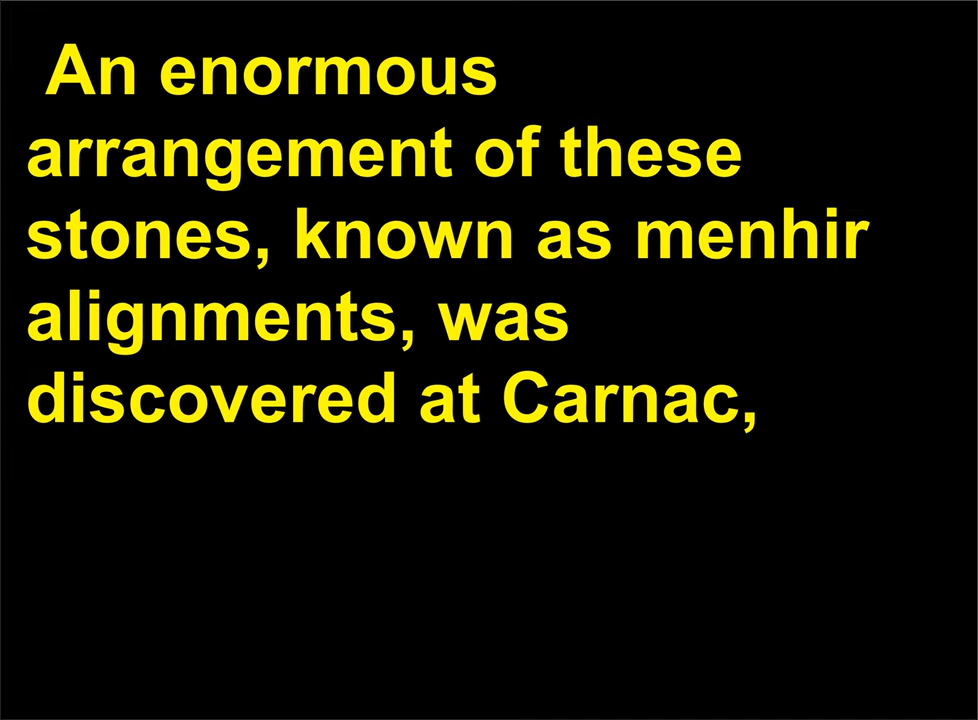 An enormous
arrangement of these
stones, known as menhir
alignments, was
discovered at Carnac,